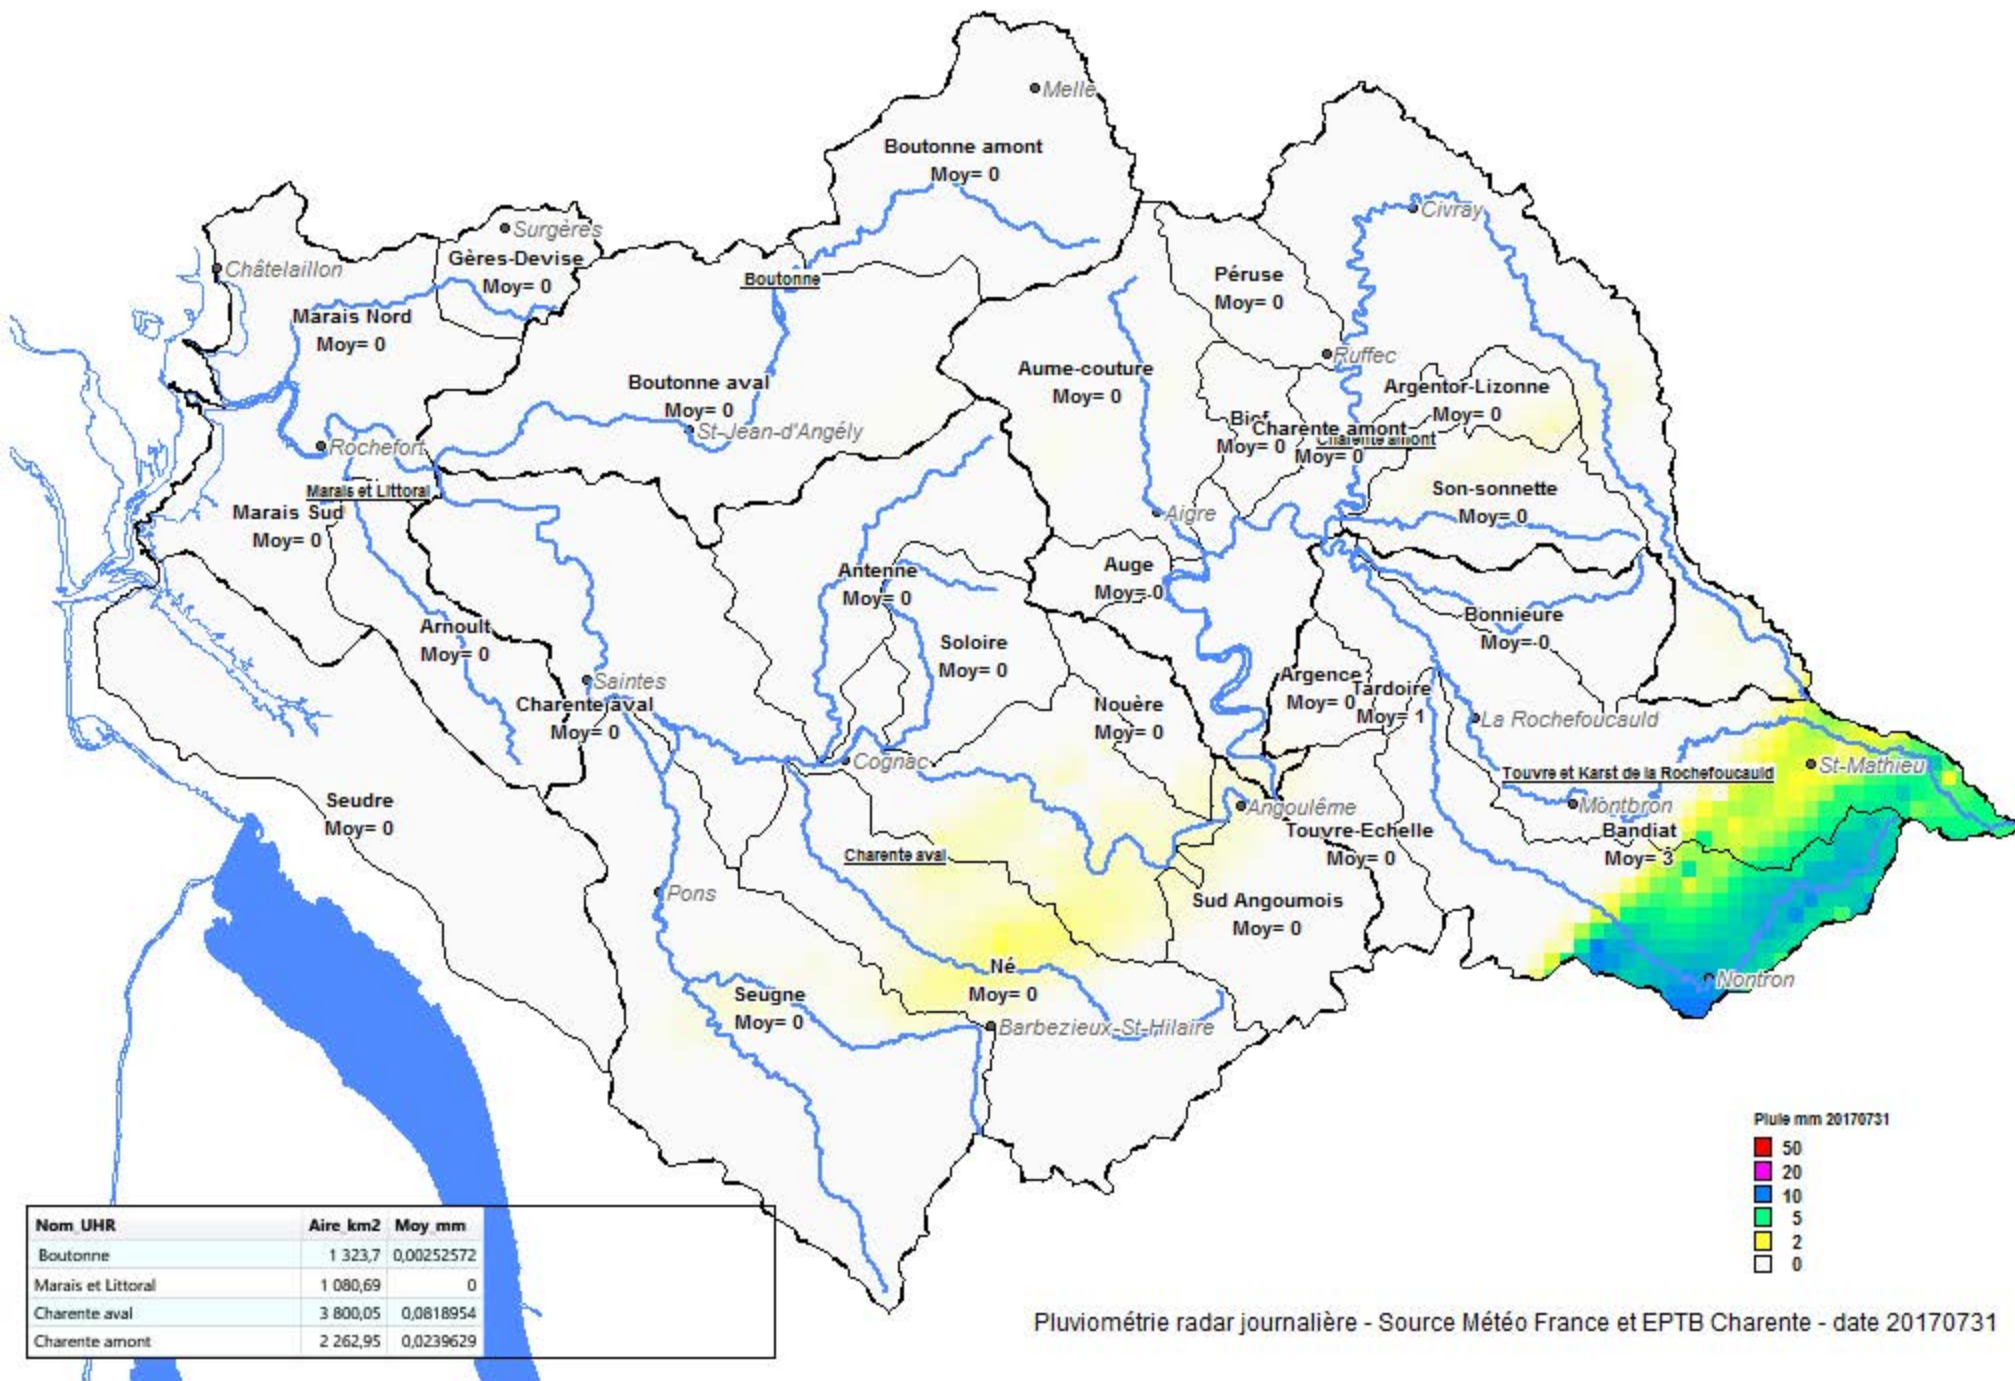 Melle
Boutonne amont
Moy= 0
Civray
Surgères
Gères-Devise
Moy= 0
Châtelaillon
Boutonne
Péruse
Moy= 0
Marais Nord
Moy= 0
Ruffec
Aume-couture
Moy= 0
Boutonne aval
Moy= 0
Argentor-Lizonne
Moy= 0
St-Jean-d'Angély
Bief
Moy= 0
Charente amont
Charente amont
Moy= 0
Rochefort
Marais et Littoral
Marais Sud
Moy= 0
Son-sonnette
Moy= 0
Aigre
Antenne
Moy= 0
Auge
Moy= 0
Bonnieure
Moy= 0
Arnoult
Moy= 0
Soloire
Moy= 0
Saintes
Charente aval
Moy= 0
Nouère
Moy= 0
Argence
Moy= 0
Tardoire
Moy= 1
La Rochefoucauld
Cognac
Touvre et Karst de la Rochefoucauld
St-Mathieu
Seudre
Moy= 0
Angoulême
Montbron
Touvre-Echelle
Moy= 0
Bandiat
Moy= 3
Charente aval
Pons
Sud Angoumois
Moy= 0
Né
Moy= 0
Nontron
Seugne
Moy= 0
Barbezieux-St-Hilaire
Pluie mm 20170731
50
20
10
5
2
0
Nom_UHR Aire_km2 Moy_mm
Boutonne 1 323,7 0,00252572
Marais et Littoral 1 080,69 0
Charente aval 3 800,05 0,0818954
Charente amont 2 262,95 0,0239629
Pluviométrie radar journalière - Source Météo France et EPTB Charente - date 20170731